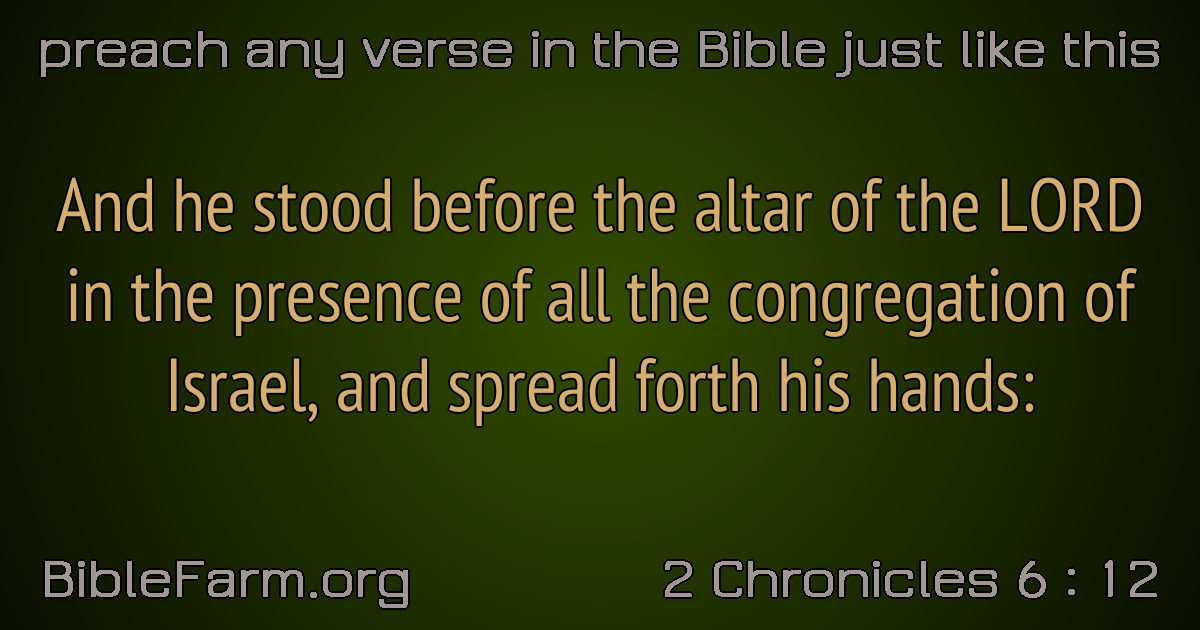 preach any verse in the Bible just like this
And he stood before the altar of the LORD
in the presence of all the congregation of
Israel, and spread forth his hands:
BibleFarm.org
2 Chronicles 6 : 12